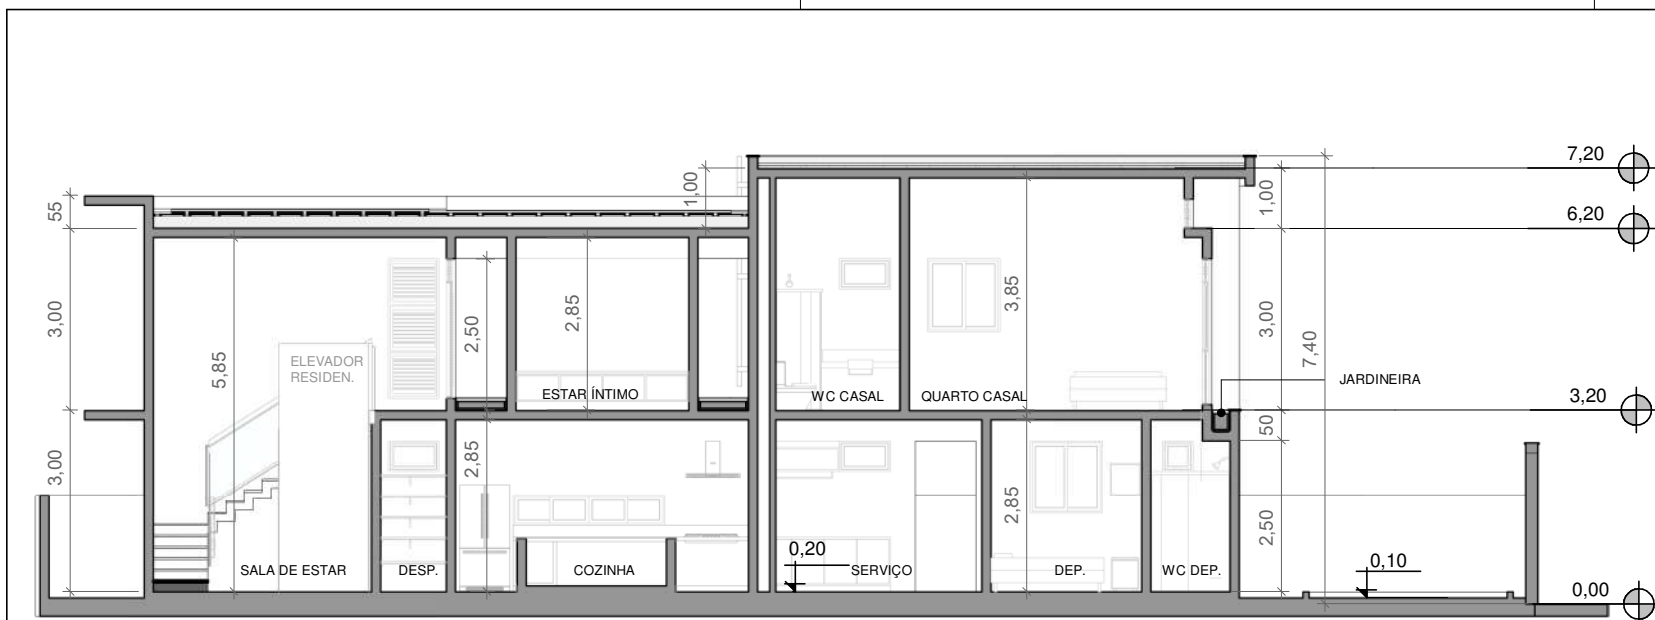 7,20
1,00
1,00
55
6,20
3,00
5,85
ELEVADOR
RESIDEN.
2,50
2,85
3,85
3,00
7,40
ESTAR ÍNTIMO
WC CASAL
QUARTO CASAL
JARDINEIRA
3,20
50
3,00
2,85
2,85
2,50
0,20
0,10
0,00
SALA DE ESTAR
DESP.
COZINHA
SERVIÇO
DEP.
WC DEP.